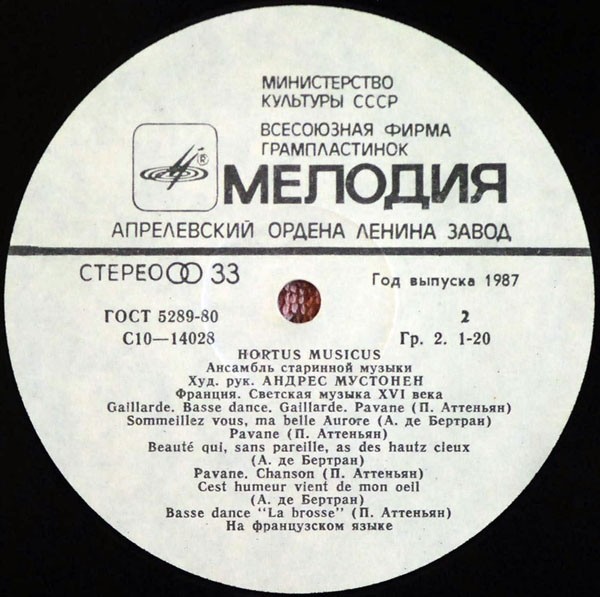 МИНИСТЕРСТВО
КУЛЬТУРЫ СССР
ВСЕСОЮЗНАЯ ФИРМА
ГРАМПЛАСТИНОК
®
МЕЛОДИЯ
АПРЕЛЕВСКИЙ ОРДЕНА ЛЕНИНА ЗАВОД
СТЕРЕО 33
Год выпуска 1987
ГОСТ 5289-80
2
С10—14028
Гр. 2. 1-20
HORTUS MUSICUS
Ансамбль старинной музыки
Худ. рук. АНДРЕС МУСТОНЕН
Франция. Светская музыка XVI века
Gaillarde. Basse dance. Gaillarde. Pavane (П. Аттеньян)
Sommeillez vous, ma belle Aurore (А. де Бертран)
Pavane (П. Аттеньян)
Beauté qui, sans pareille, as des hautz cieux
(А. де Бертран)
Pavane. Chanson (П. Аттеньян)
Cest humeur vient de mon oeil
(А. де Бертран)
Basse dance "La brosse" (П. Аттеньян)
На французском языке